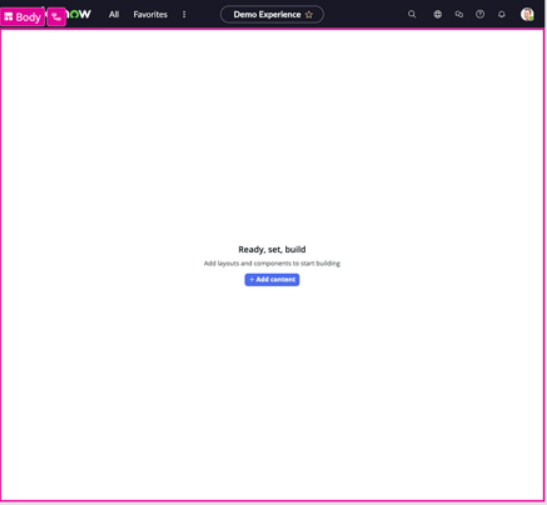 Body now All Favorites Demo Experience
Ready, set, build
Add layouts and components to start building
+ Add content